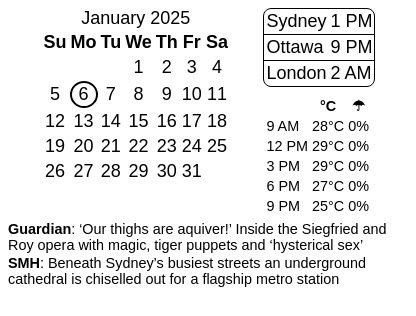 January 2025
Su Mo Tu We Th Fr Sa
1 2 3 4
5 6 7 8 9 10 11
12 13 14 15 16 17 18
19 20 21 22 23 24 25
26 27 28 29 30 31
Sydney 1 PM
Ottawa 9 PM
London 2 AM
°C ☂
9 AM 28°C 0%
12 PM 29°C 0%
3 PM 29°C 0%
6 PM 27°C 0%
9 PM 25°C 0%
Guardian: ‘Our thighs are aquiver!’ Inside the Siegfried and
Roy opera with magic, tiger puppets and ‘hysterical sex’
SMH: Beneath Sydney’s busiest streets an underground
cathedral is chiselled out for a flagship metro station